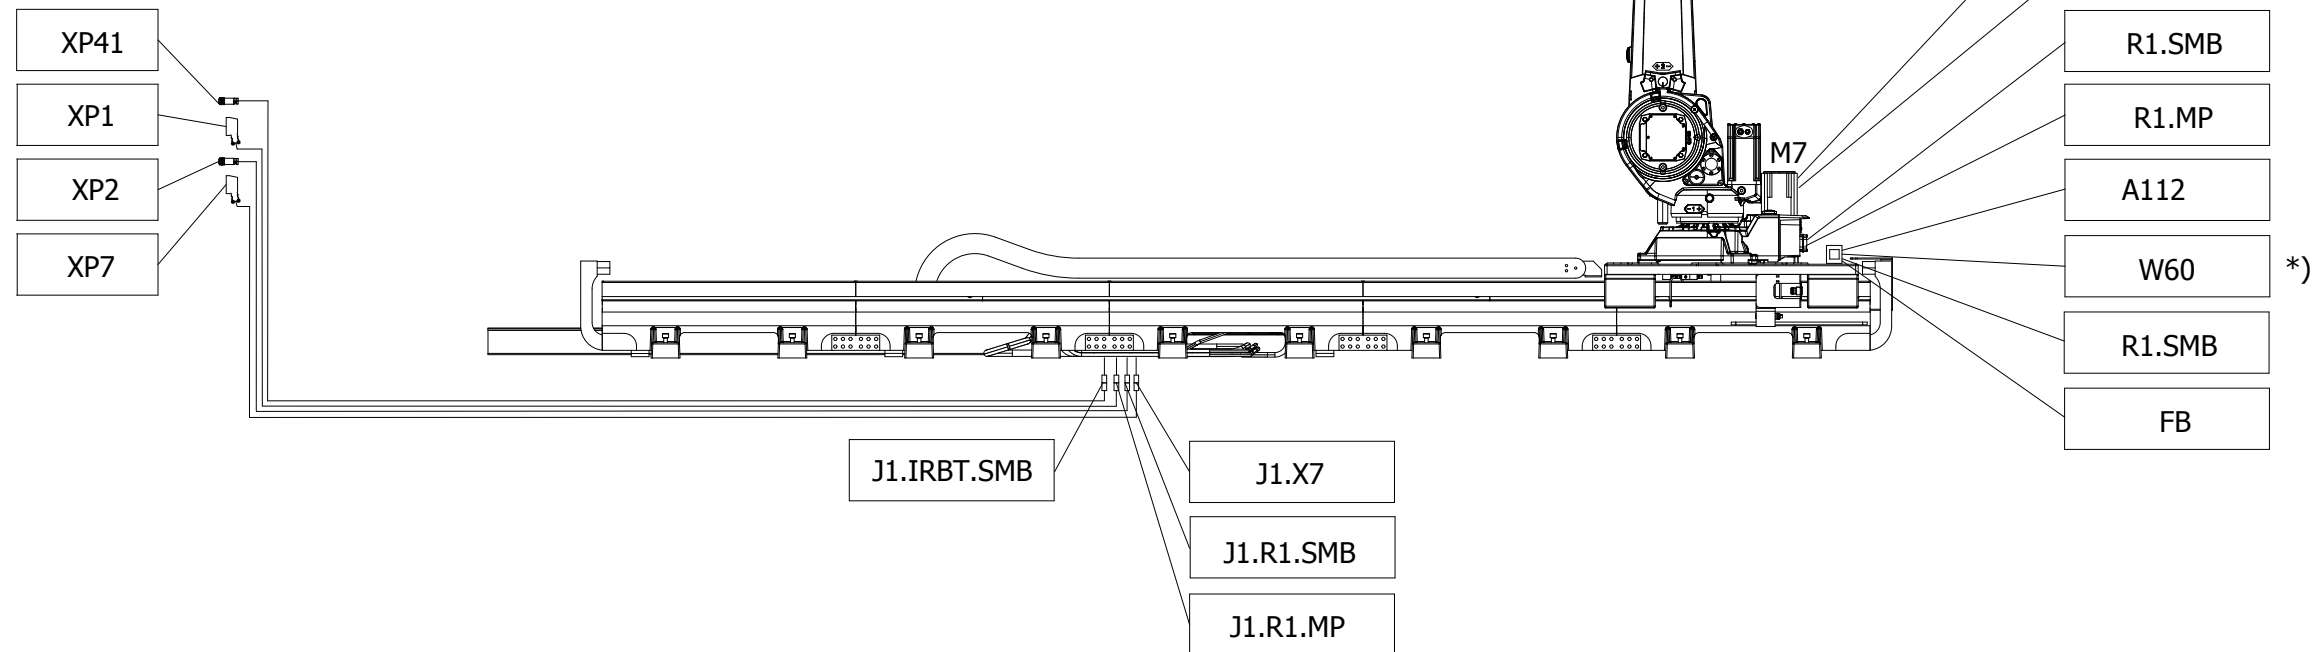 XP41
XP1
XP2
XP7
M7
R1.SMB
R1.MP
A112
W60 *)
R1.SMB
FB
J1.IRBT.SMB
J1.X7
J1.R1.SMB
J1.R1.MP